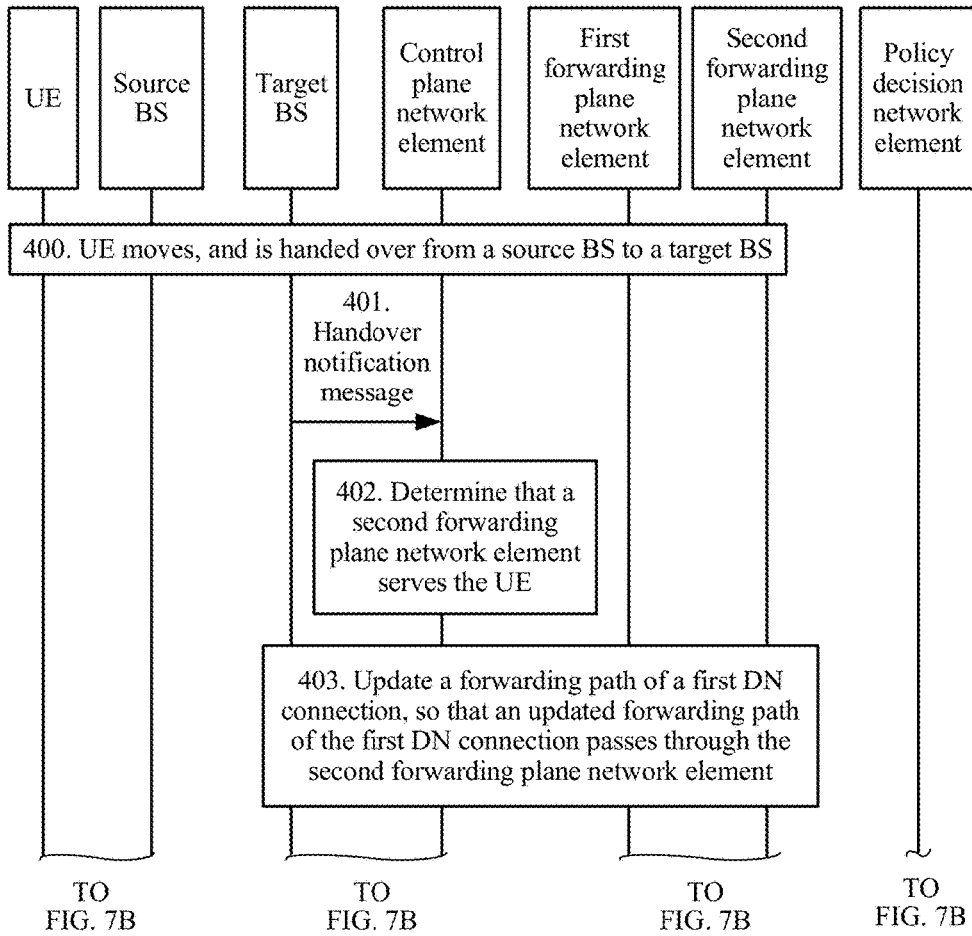 UE
Source
BS
Target
BS
Control
plane
network
element
First
forwarding
plane
network
element
Second
forwarding
plane
network
element
Policy
decision
network
element
400. UE moves, and is handed over from a source BS to a target BS
401.
Handover
notification
message
402. Determine that a
second forwarding
plane network element
serves the UE
403. Update a forwarding path of a first DN
connection, so that an updated forwarding path
of the first DN connection passes through the
second forwarding plane network element
TO
FIG. 7B
TO
FIG. 7B
TO
FIG. 7B
TO
FIG. 7B